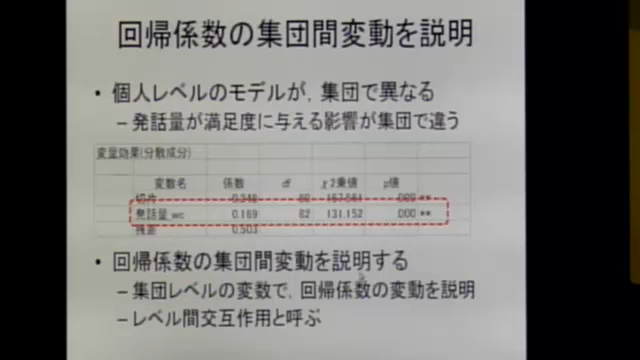 回帰係数の集団間変動を説明
• 個人レベルのモデルが，集団で異なる
– 発話量が満足度に与える影響が集団で違う
変量効果(分散成分)
変数名 係数 df χ2乗値 p値
切片 **
発話量_wc 0.169 62 131.152 .000 **
残差 0.503
• 回帰係数の集団間変動を説明する
– 集団レベルの変数で，回帰係数の変動を説明
– レベル間交互作用と呼ぶ